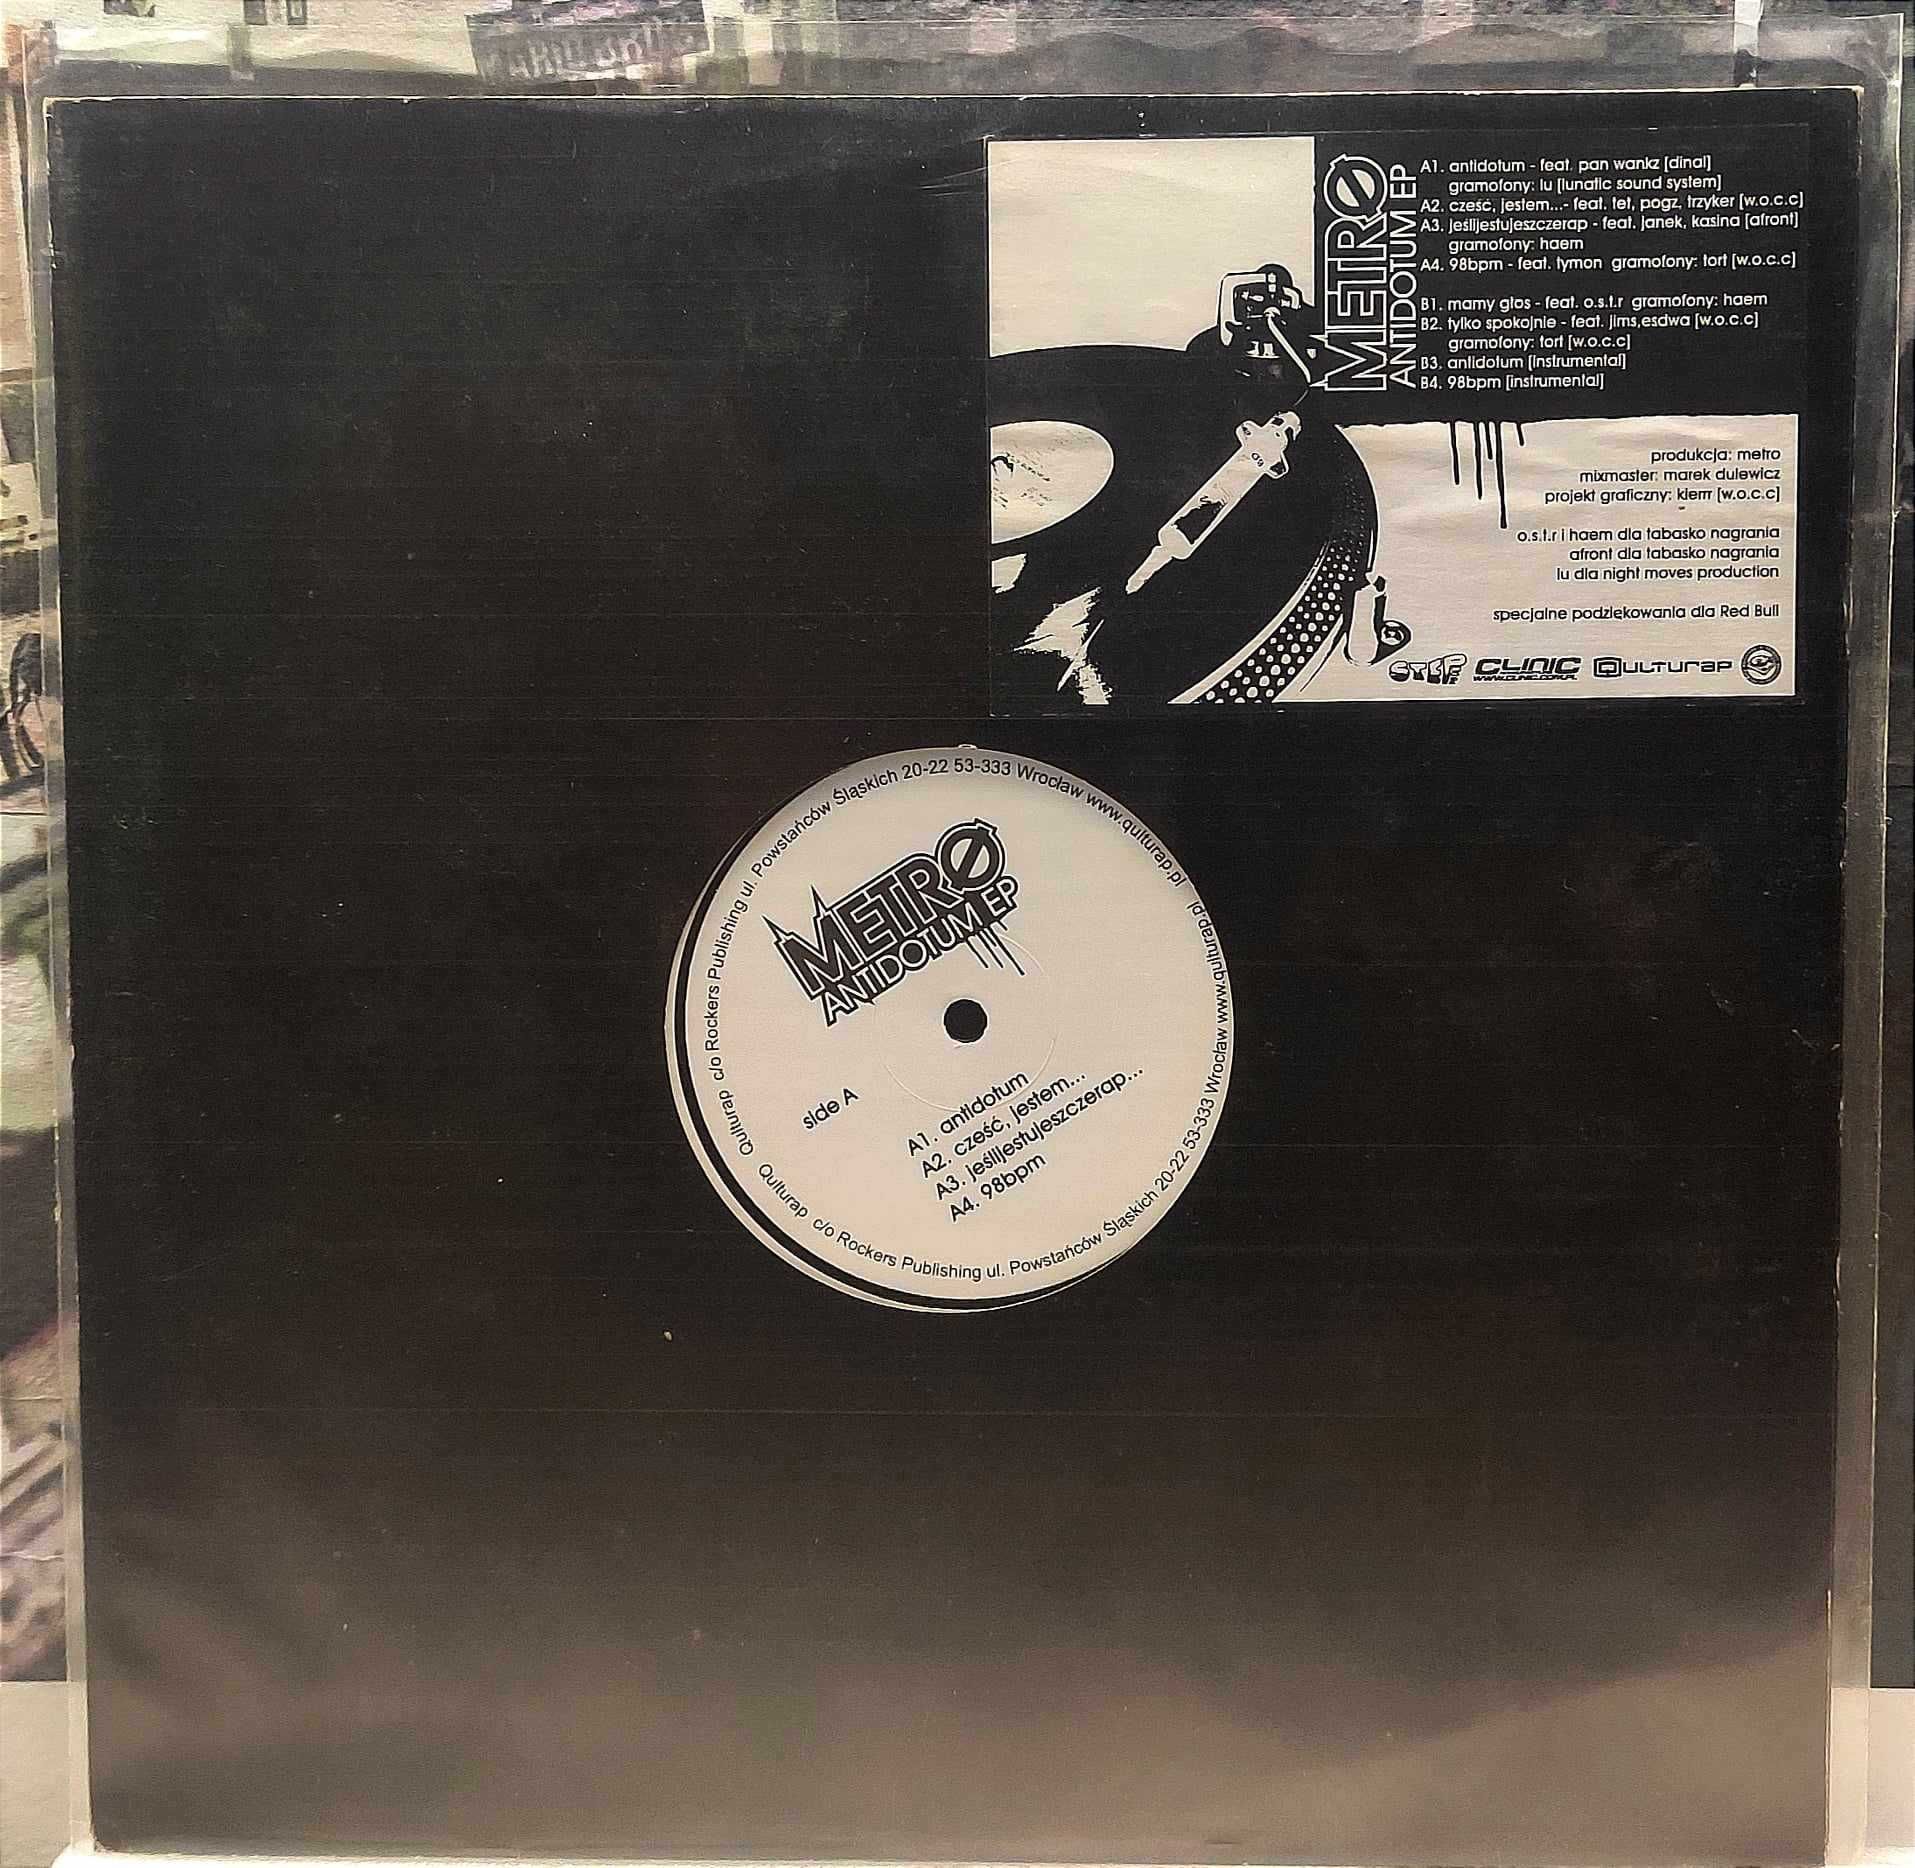 METRO
ANTIDOTUM EP
A1. antidotum - feat. pan wankz [dinal]
gramofony: lu [lunatic sound system]
A2. cześć, jestem...- feat. tet, pogz, trzyker [w.o.c.c]
A3. jeślijestujeszczerap - feat. janek, kasina [afront]
gramofony: haem
A4. 98bpm - feat. tymon gramofony: tort [w.o.c.c]
B1. mamy głos - feat. o.s.t.r gramofony: haem
B2. tylko spokojnie - feat. jims,esdwa [w.o.c.c]
gramofony: tort [w.o.c.c]
B3. antidotum [instrumental]
B4. 98bpm [instrumental]
produkcja: metro
mixmaster: marek dulewicz
projekt graficzny: kierrr [w.o.c.c]
o.s.t.r i haem dla tabasko nagrania
afront dla tabasko nagrania
lu dla night moves production
specjalne podziękowania dla Red Bull
CLINIC
WWW.CLINIC.COM.PL
Qulturap
Qulturap c/o Rockers Publishing ul. Powstańców Śląskich 20-22 53-333 Wrocław www.qulturap.pl
METRO
ANTIDOTUM EP
side A
A1. antidotum
A2. cześć, jestem...
A3. jeślijestujeszczerap...
A4. 98bpm
Qulturap c/o Rockers Publishing ul. Powstańców Śląskich 20-22 53-333 Wrocław www.qulturap.pl